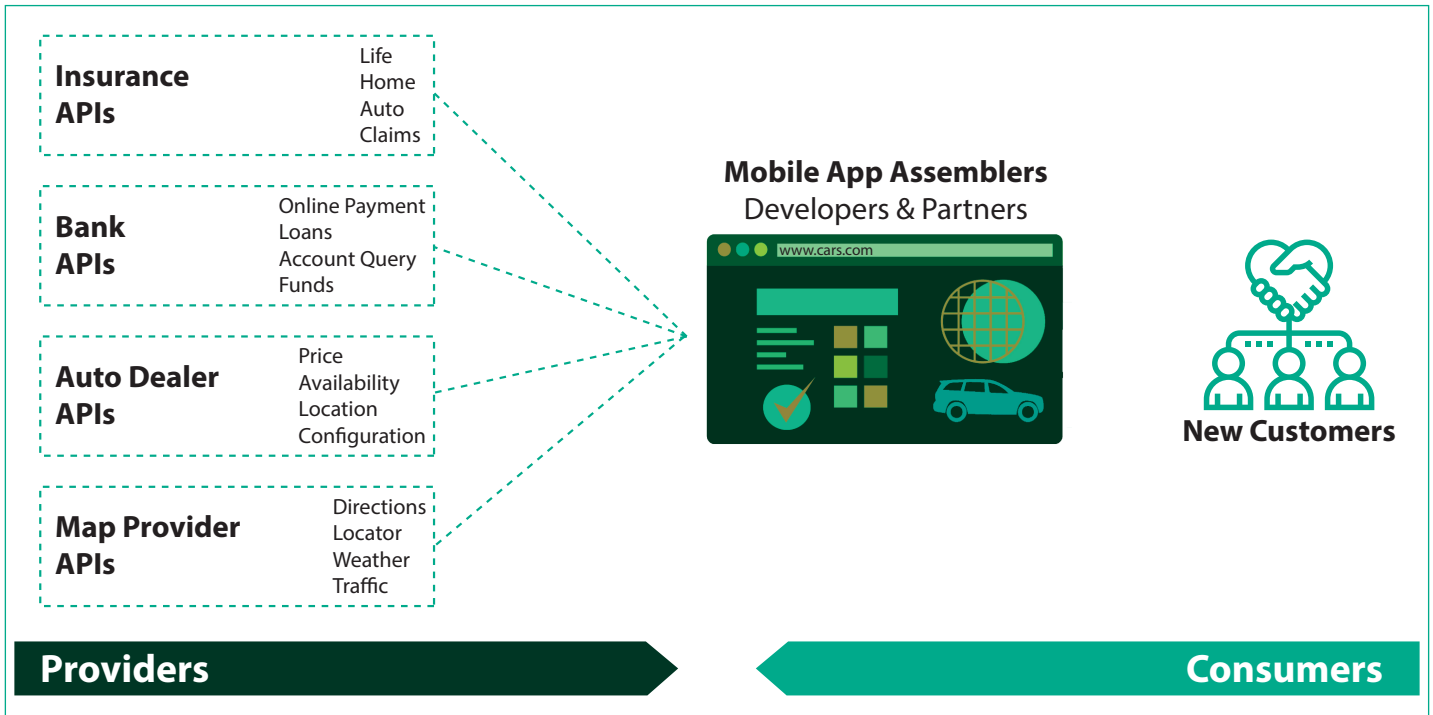 Insurance
APIs
Life
Home
Auto
Claims
Bank
APIs
Online Payment
Loans
Account Query
Funds
Auto Dealer
APIs
Price
Availability
Location
Configuration
Map Provider
APIs
Directions
Locator
Weather
Traffic
Mobile App Assemblers
Developers & Partners
www.cars.com
New Customers
Providers
Consumers